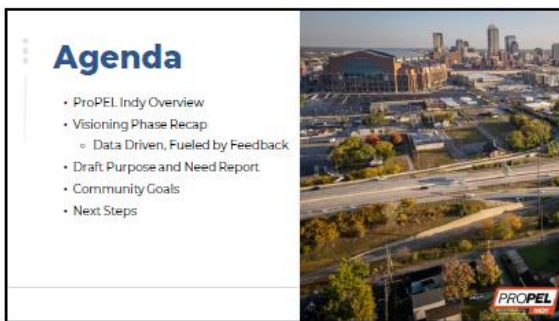 Agenda
• ProPEL Indy Overview
• Visioning Phase Recap
○ Data Driven, Fueled by Feedback
• Draft Purpose and Need Report
• Community Goals
• Next Steps
PROPEL
INDY